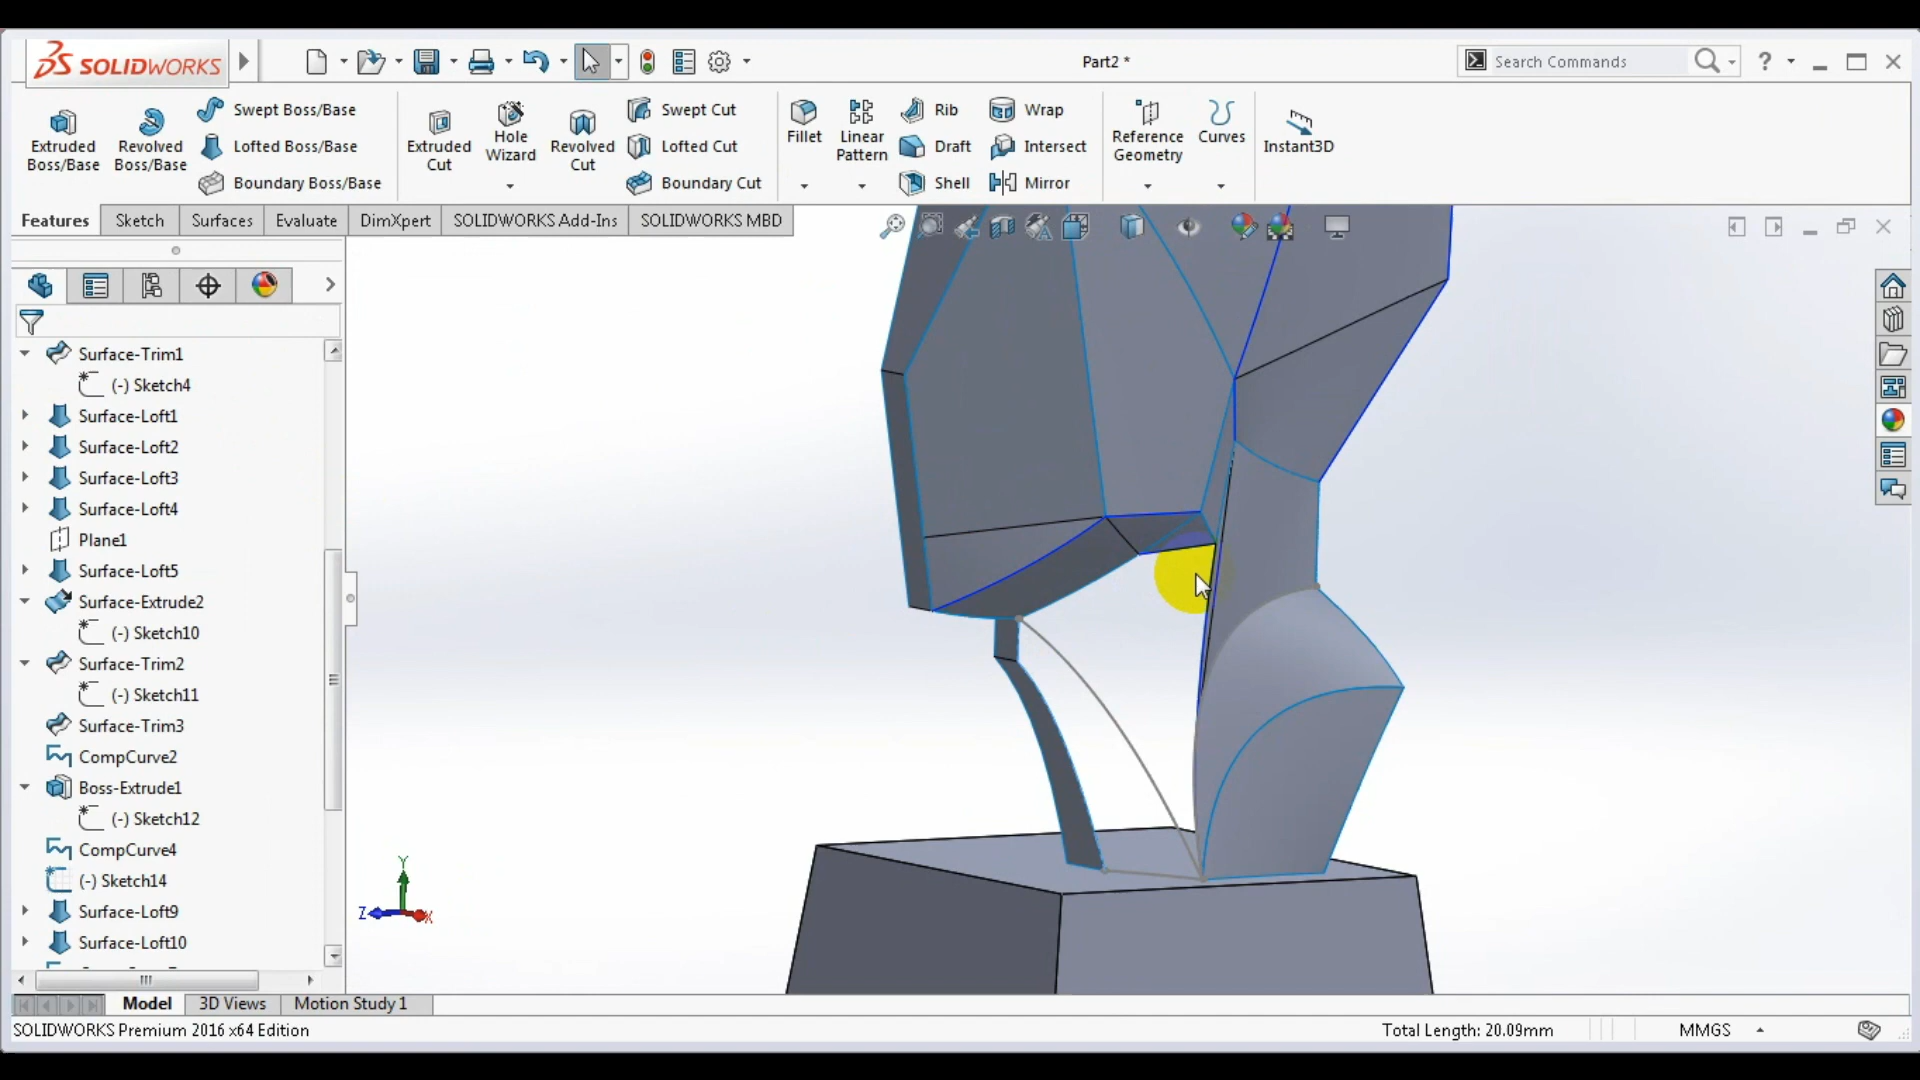 SOLIDWORKS
Part2 *
Search Commands
?
Extruded
Boss/Base
Revolved
Boss/Base
Swept Boss/Base
Lofted Boss/Base
Boundary Boss/Base
Extruded
Cut
Hole
Wizard
Revolved
Cut
Swept Cut
Lofted Cut
Boundary Cut
Fillet
Linear
Pattern
Rib
Draft
Shell
Wrap
Intersect
Mirror
Reference
Geometry
Curves
Instant3D
Features
Sketch
Surfaces
Evaluate
DimXpert
SOLIDWORKS Add-Ins
SOLIDWORKS MBD
Surface-Trim1
(-) Sketch4
Surface-Loft1
Surface-Loft2
Surface-Loft3
Surface-Loft4
Plane1
Surface-Loft5
Surface-Extrude2
(-) Sketch10
Surface-Trim2
(-) Sketch11
Surface-Trim3
CompCurve2
Boss-Extrude1
(-) Sketch12
CompCurve4
(-) Sketch14
Surface-Loft9
Surface-Loft10
Y
Z
X
Model
3D Views
Motion Study 1
SOLIDWORKS Premium 2016 x64 Edition
Total Length: 20.09mm
MMGS